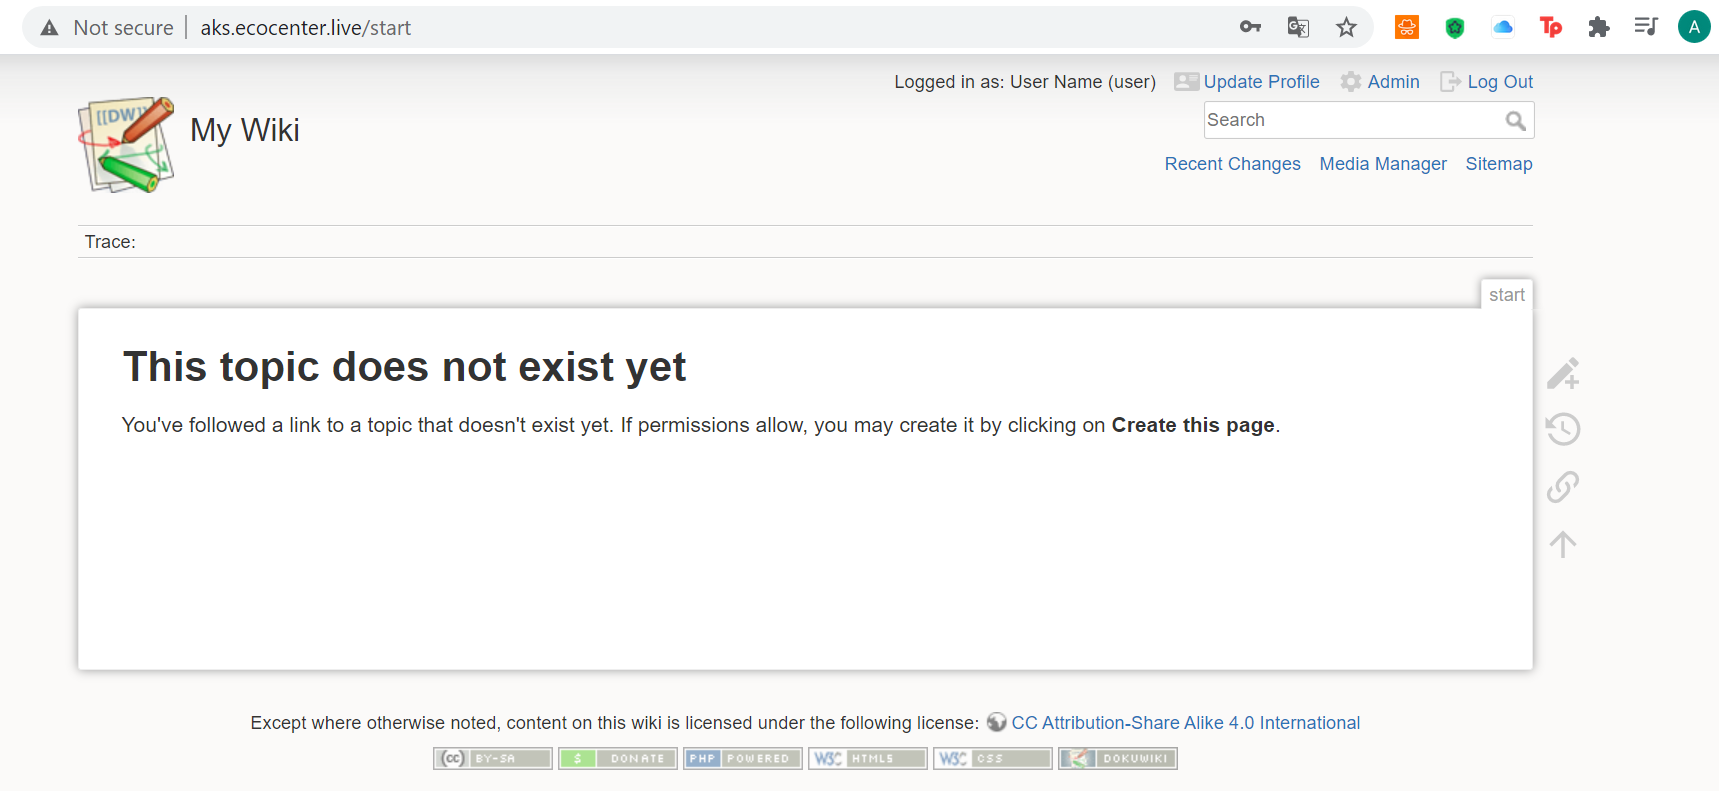 Not secure | aks.ecocenter.live/start
A
Logged in as: User Name (user) Update Profile Admin Log Out
[[DW]]
My Wiki
Search
Recent Changes Media Manager Sitemap
Trace:
start
This topic does not exist yet
You've followed a link to a topic that doesn't exist yet. If permissions allow, you may create it by clicking on Create this page.
Except where otherwise noted, content on this wiki is licensed under the following license: CC Attribution-Share Alike 4.0 International
(cc) BY-SA $ DONATE PHP POWERED W3C HTML5 W3C CSS DOKUWIKI